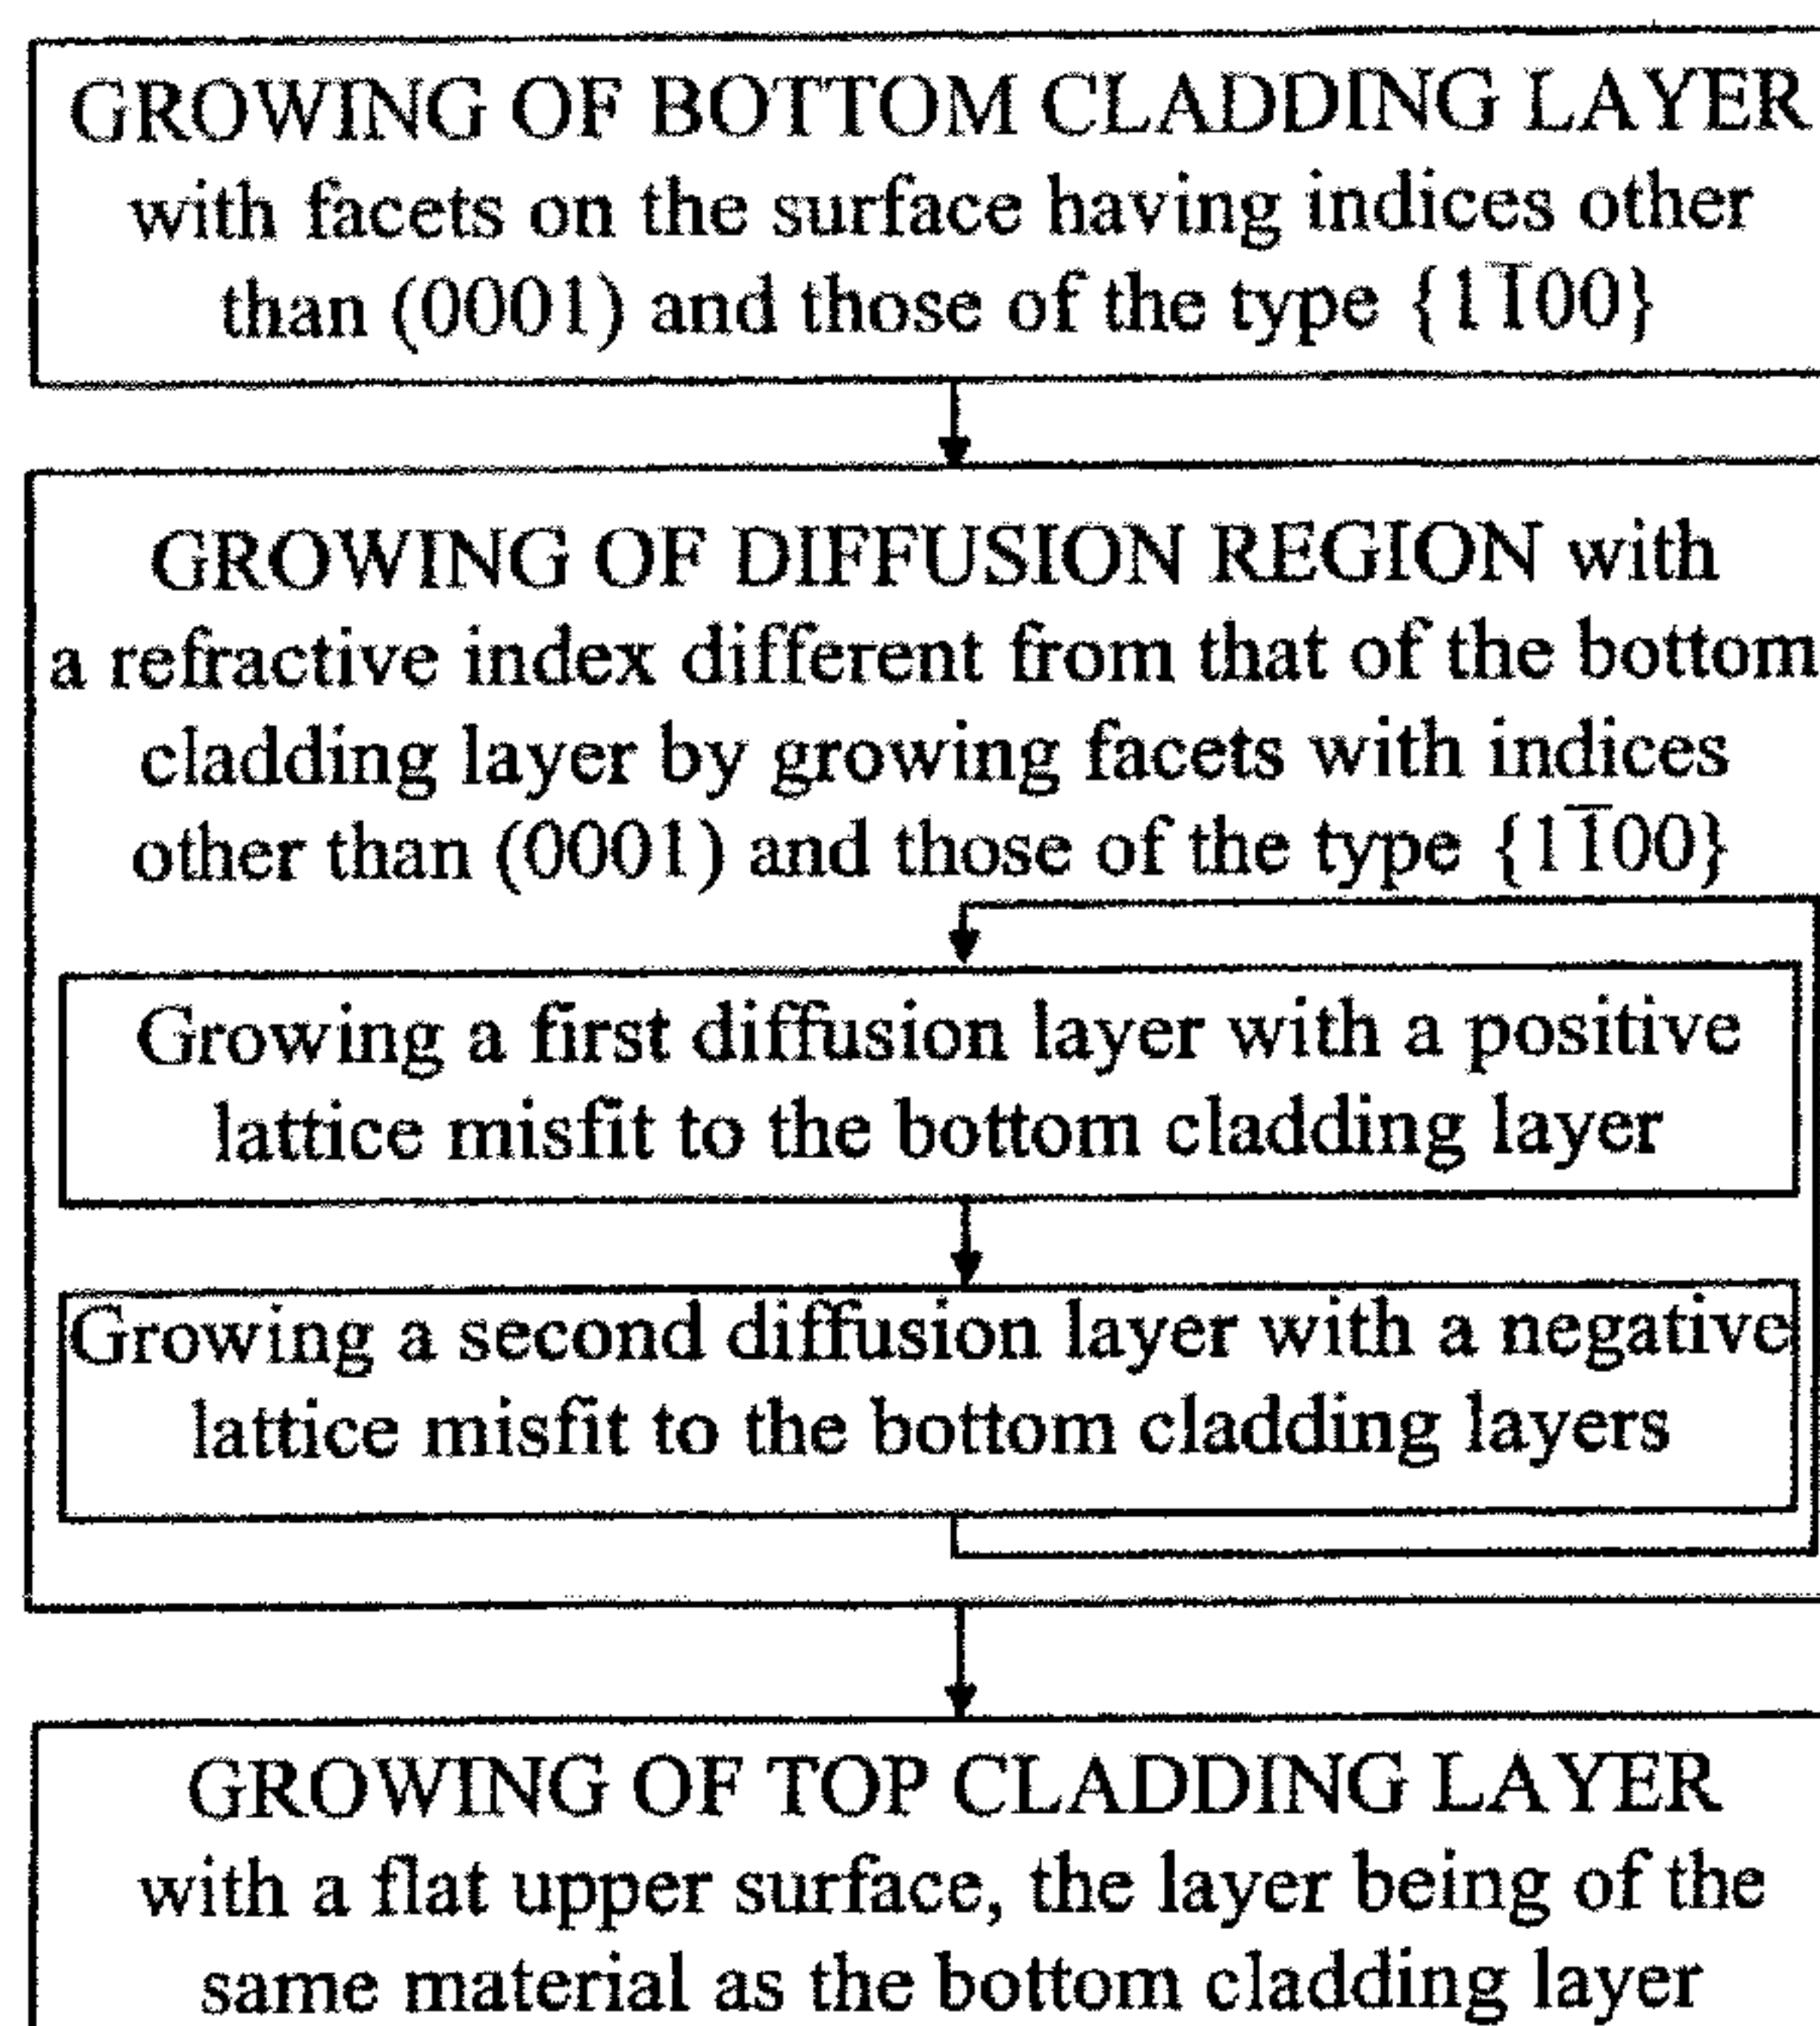 GROWING OF BOTTOM CLADDING LAYER
with facets on the surface having indices other
than (0001) and those of the type {11̅00}
GROWING OF DIFFUSION REGION with
a refractive index different from that of the bottom
cladding layer by growing facets with indices
other than (0001) and those of the type {11̅00}
Growing a first diffusion layer with a positive
lattice misfit to the bottom cladding layer
Growing a second diffusion layer with a negative
lattice misfit to the bottom cladding layers
GROWING OF TOP CLADDING LAYER
with a flat upper surface, the layer being of the
same material as the bottom cladding layer